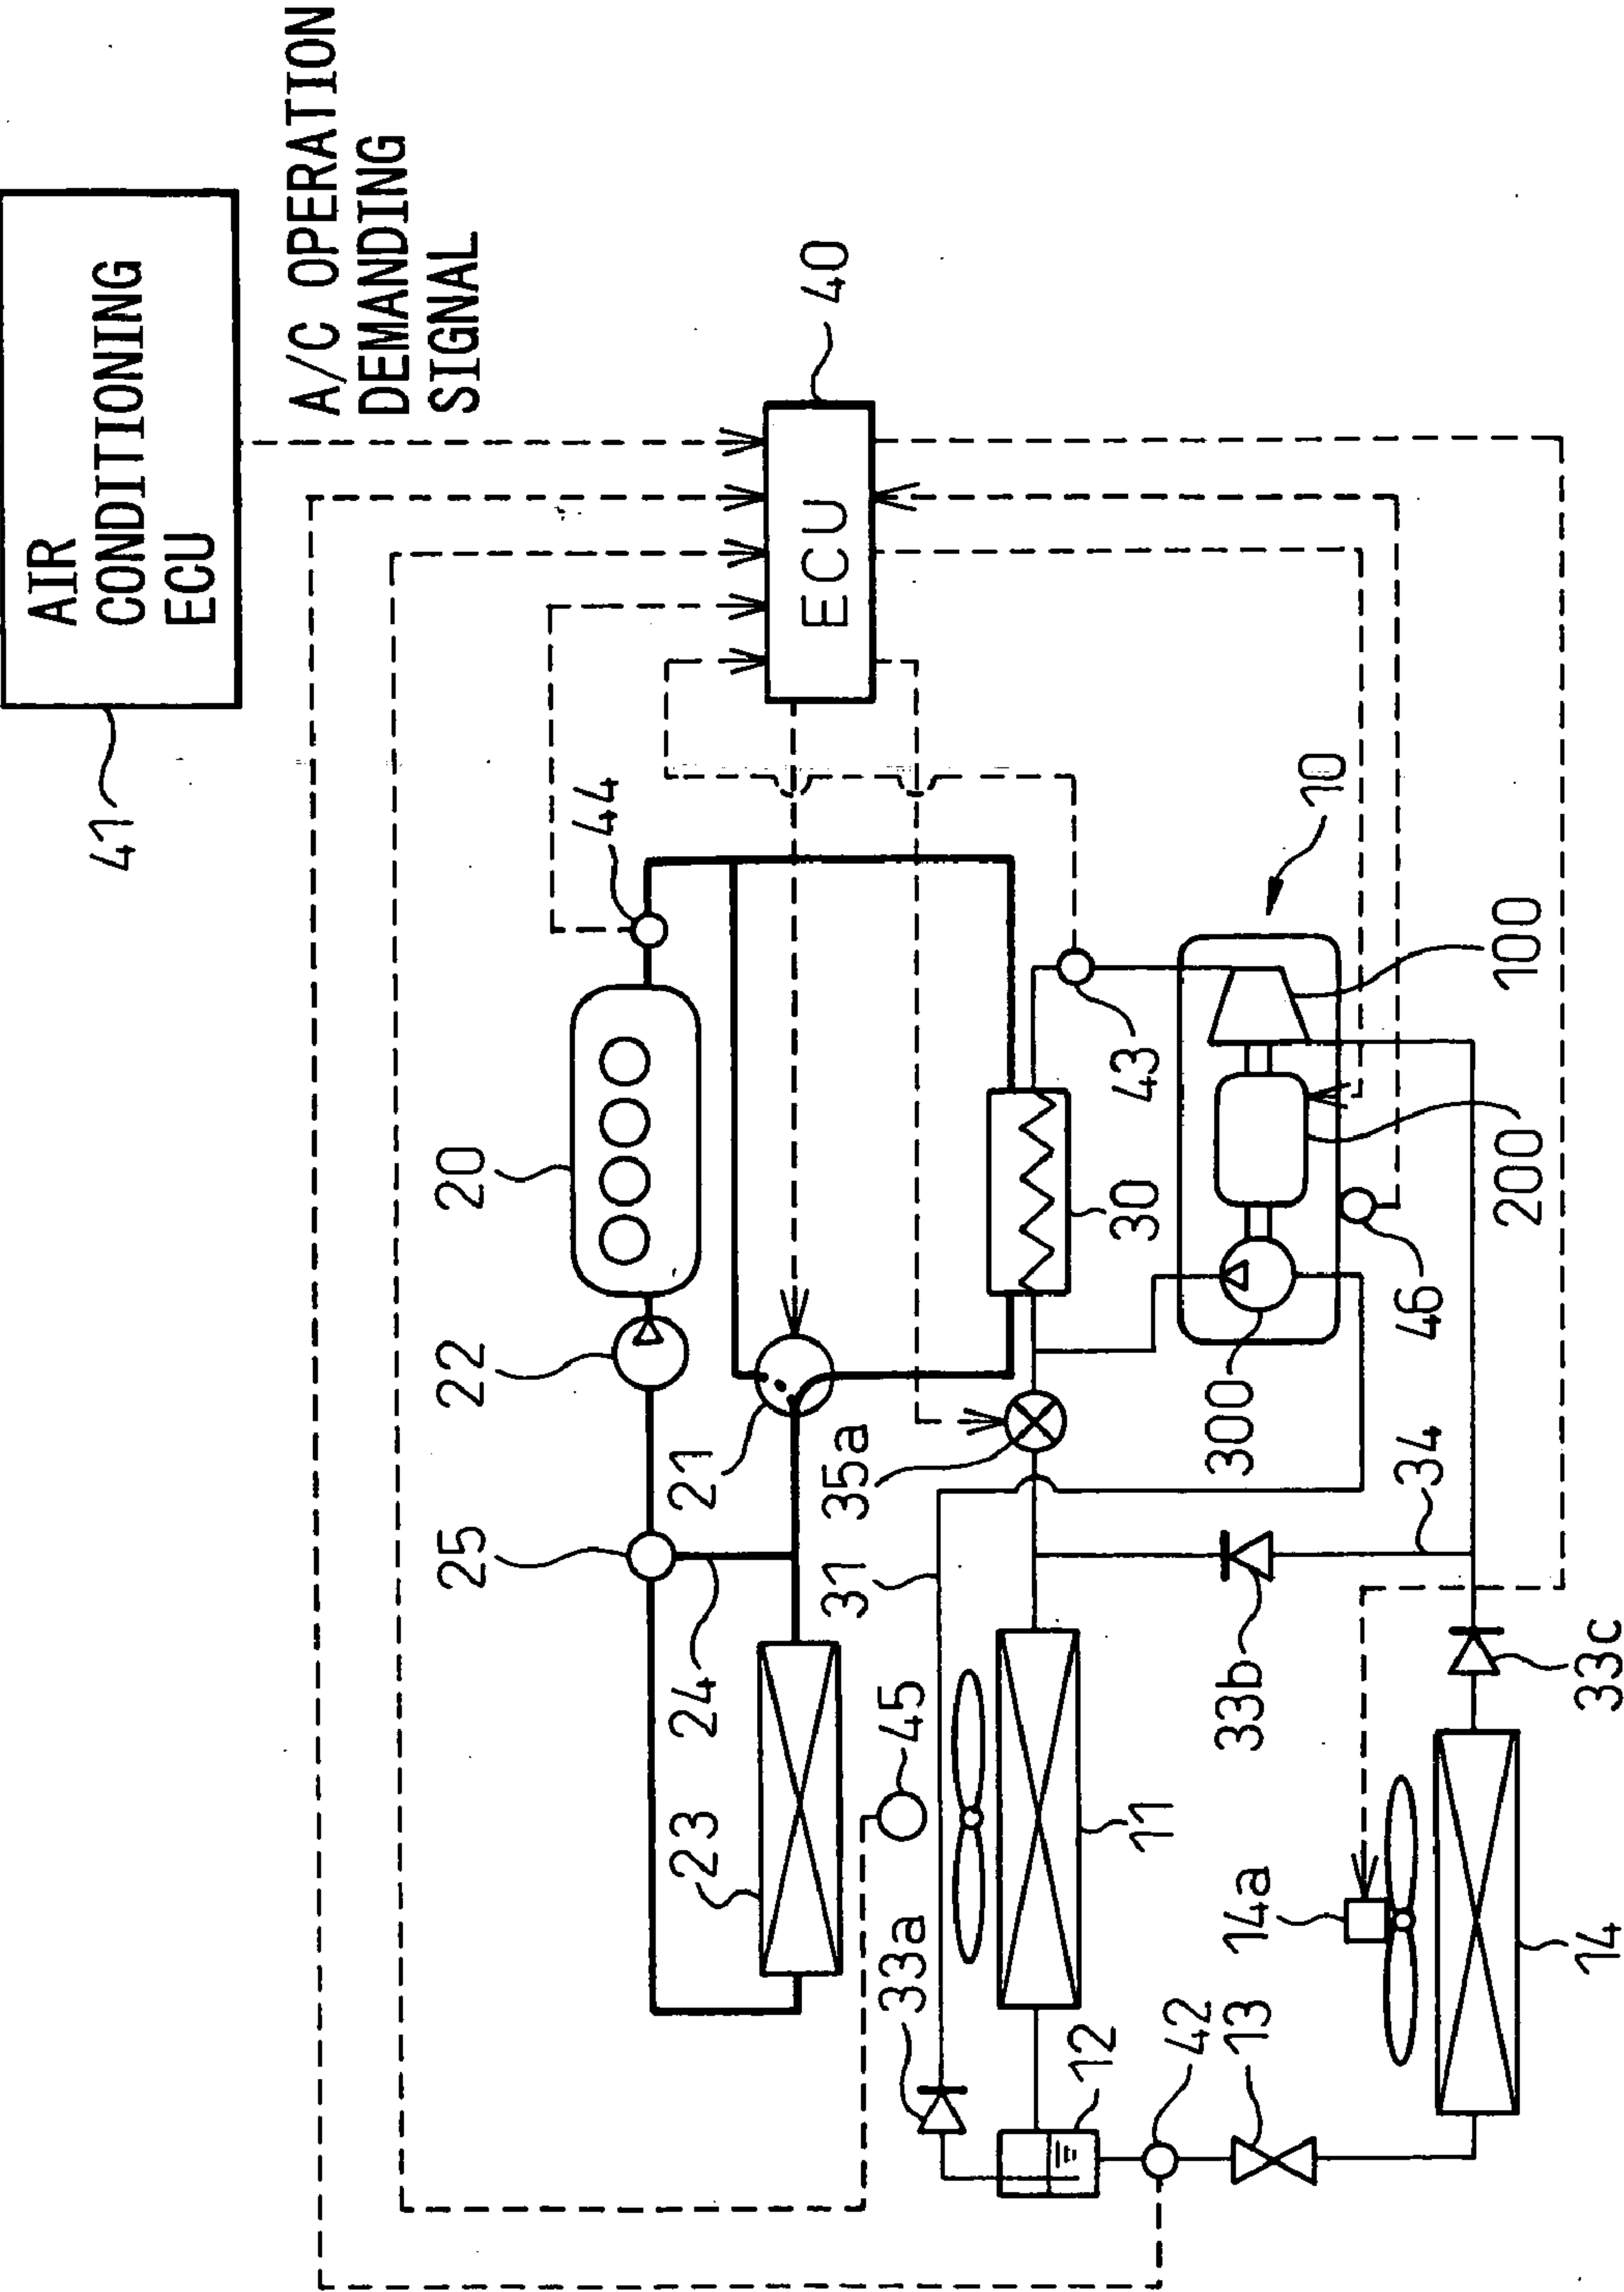 AIR
CONDITIONING
ECU
41
A/C OPERATION
DEMANDING
SIGNAL
40
ECU
44
20
22
25
21
24
23
35a
31
45
33a
30
43
10
100
200
46
300
34
33b
33c
11
12
42
13
14a
14